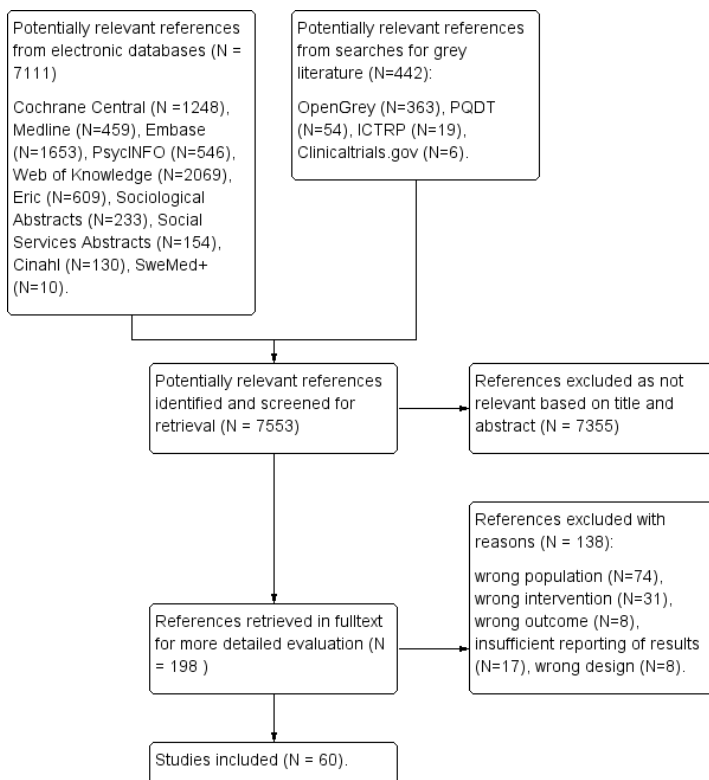 Potentially relevant references
from electronic databases (N =
7111)
Cochrane Central (N =1248),
Medline (N=459), Embase
(N=1653), PsycINFO (N=546),
Web of Knowledge (N=2069),
Eric (N=609), Sociological
Abstracts (N=233), Social
Services Abstracts (N=154),
Cinahl (N=130), SweMed+
(N=10).
Potentially relevant references
from searches for grey
literature (N=442):
OpenGrey (N=363), PQDT
(N=54), ICTRP (N=19),
Clinicaltrials.gov (N=6).
Potentially relevant references
identified and screened for
retrieval (N = 7553)
References excluded as not
relevant based on title and
abstract (N = 7355)
References excluded with
reasons (N = 138):
wrong population (N=74),
wrong intervention (N=31),
wrong outcome (N=8),
insufficient reporting of results
(N=17), wrong design (N=8).
References retrieved in fulltext
for more detailed evaluation (N
= 198 )
Studies included (N = 60).